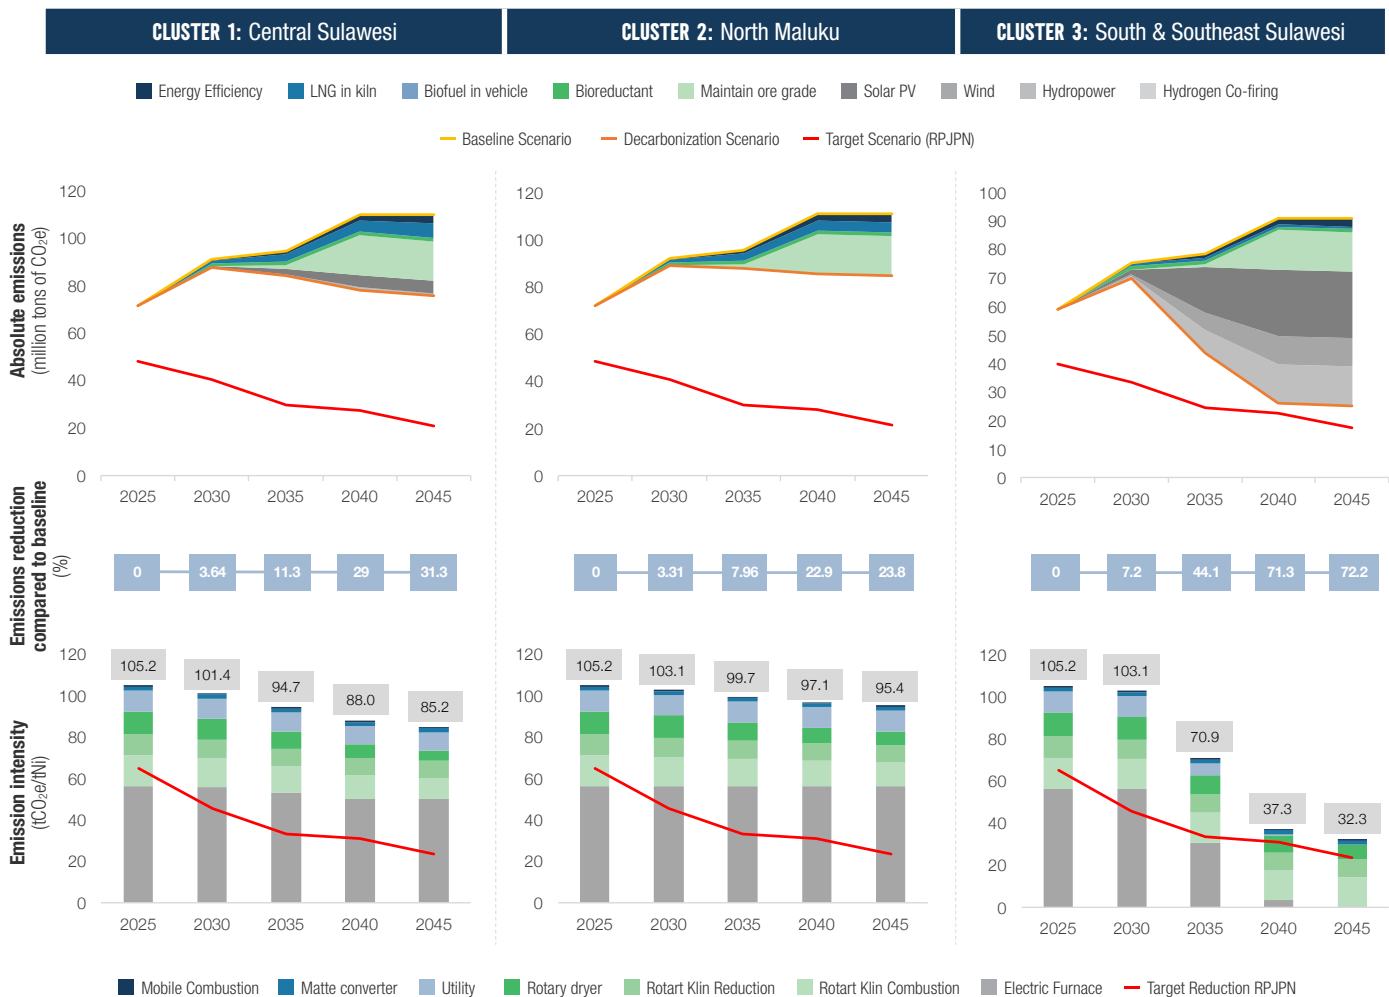 CLUSTER 1: Central Sulawesi
CLUSTER 2: North Maluku
CLUSTER 3: South & Southeast Sulawesi
Energy Efficiency
LNG in kiln
Biofuel in vehicle
Bioreductant
Maintain ore grade
Solar PV
Wind
Hydropower
Hydrogen Co-firing
Baseline Scenario
Decarbonization Scenario
Target Scenario (RPJPN)
Absolute emissions
(million tons of CO₂e)
120
100
80
60
40
20
0
2025 2030 2035 2040 2045
120
100
80
60
40
20
0
2025 2030 2035 2040 2045
100
90
80
70
60
50
40
30
20
10
0
2025 2030 2035 2040 2045
Emissions reduction
compared to baseline
(%)
0 3.64 11.3 29 31.3
0 3.31 7.96 22.9 23.8
0 7.2 44.1 71.3 72.2
Emission intensity
(tCO₂e/tNi)
120
100
80
60
40
20
0
105.2 101.4 94.7 88.0 85.2
2025 2030 2035 2040 2045
120
100
80
60
40
20
0
105.2 103.1 99.7 97.1 95.4
2025 2030 2035 2040 2045
120
100
80
60
40
20
0
105.2 103.1 70.9 37.3 32.3
2025 2030 2035 2040 2045
Mobile Combustion
Matte converter
Utility
Rotary dryer
Rotart Klin Reduction
Rotart Klin Combustion
Electric Furnace
Target Reduction RPJPN